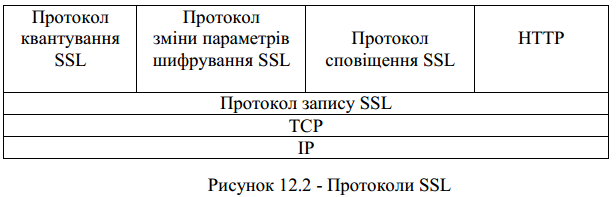 Протокол
квантування
SSL
Протокол
зміни параметрів
шифрування SSL
Протокол
сповіщення SSL
HTTP
Протокол запису SSL
TCP
IP
Рисунок 12.2 - Протоколи SSL